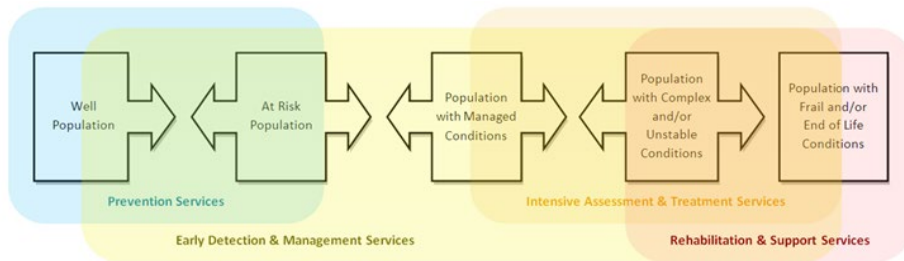 Well
Population
At Risk
Population
Population
with Managed
Conditions
Population
with Complex
and/or
Unstable
Conditions
Population with
Frail and/or
End of Life
Conditions
Prevention Services
Intensive Assessment & Treatment Services
Early Detection & Management Services
Rehabilitation & Support Services